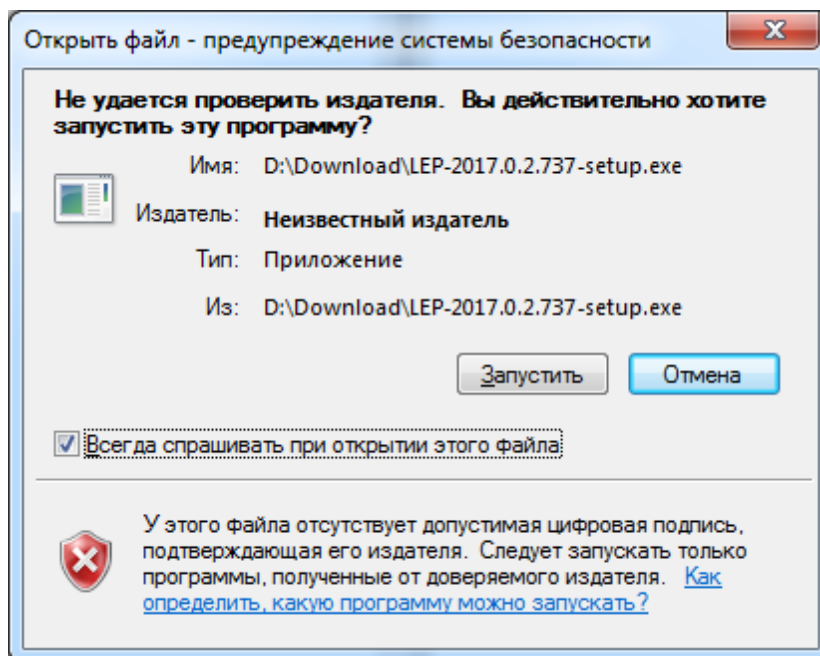 Открыть файл - предупреждение системы безопасности
Не удается проверить издателя. Вы действительно хотите
запустить эту программу?
Имя: D:\Download\LEP-2017.0.2.737-setup.exe
Издатель: Неизвестный издатель
Тип: Приложение
Из: D:\Download\LEP-2017.0.2.737-setup.exe
Запустить Отмена
Всегда спрашивать при открытии этого файла
У этого файла отсутствует допустимая цифровая подпись,
подтверждающая его издателя. Следует запускать только
программы, полученные от доверяемого издателя. Как
определить, какую программу можно запускать?